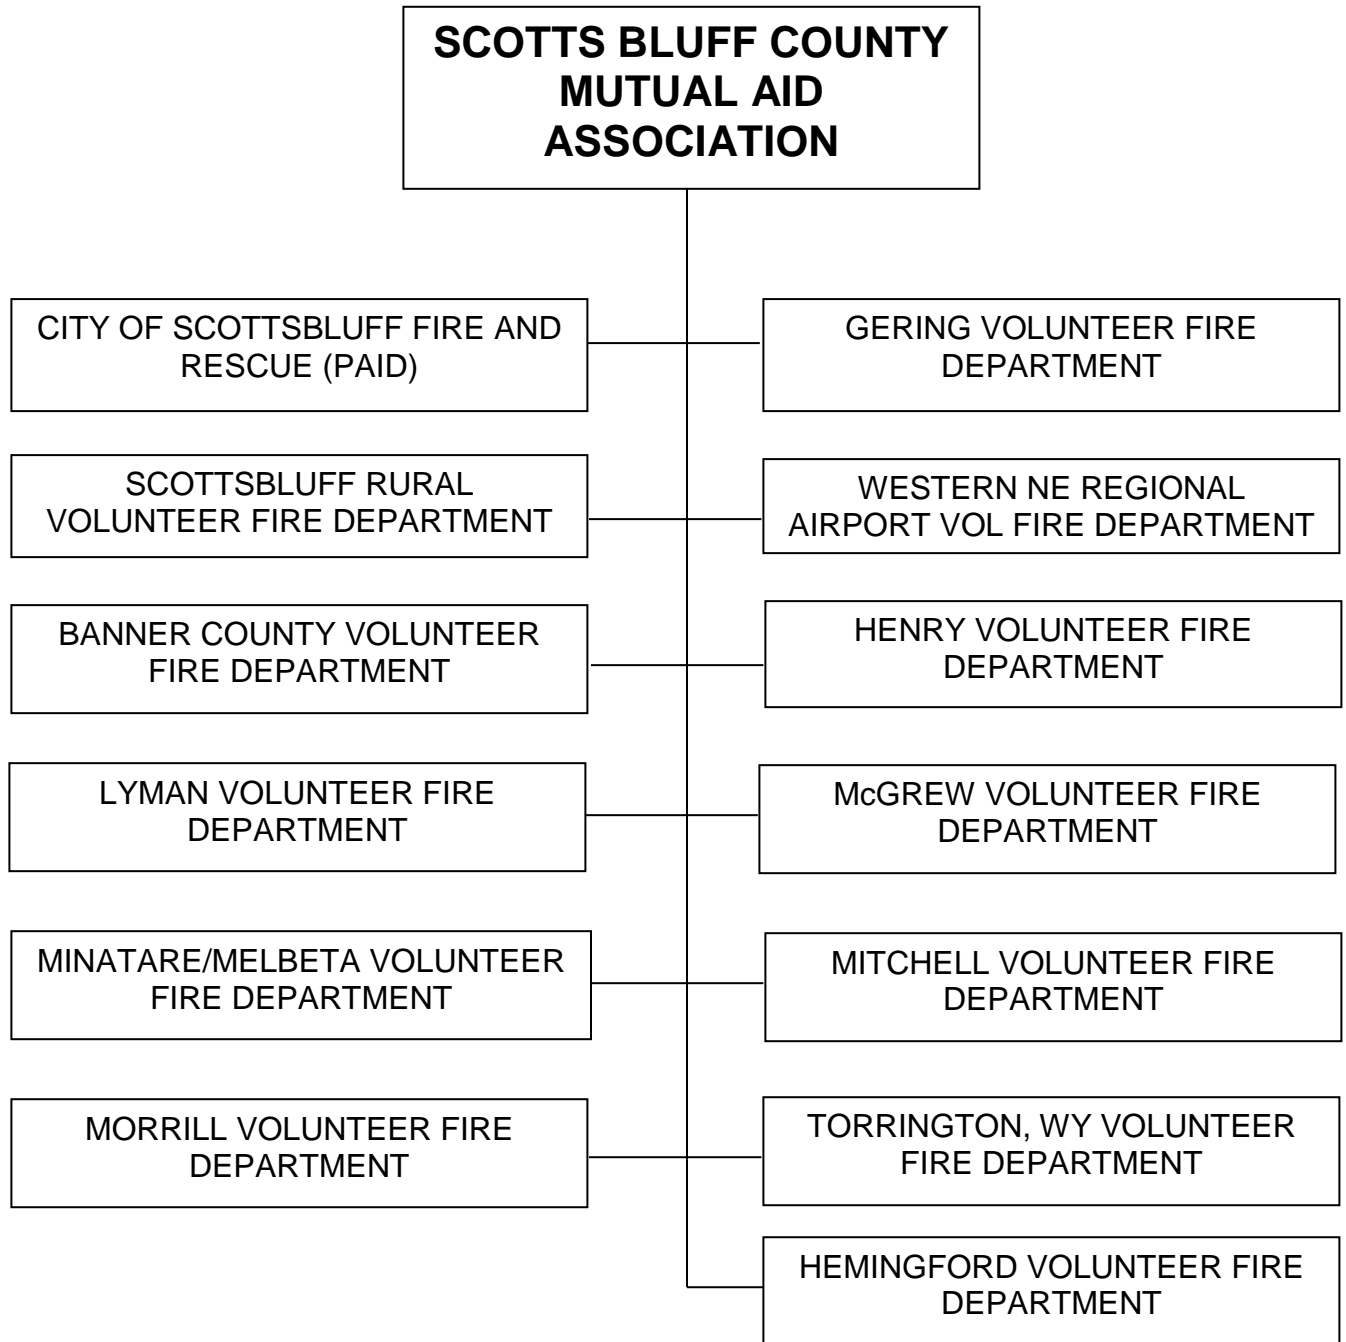 SCOTTS BLUFF COUNTY
MUTUAL AID
ASSOCIATION
CITY OF SCOTTSBLUFF FIRE AND
RESCUE (PAID)
GERING VOLUNTEER FIRE
DEPARTMENT
SCOTTSBLUFF RURAL
VOLUNTEER FIRE DEPARTMENT
WESTERN NE REGIONAL
AIRPORT VOL FIRE DEPARTMENT
BANNER COUNTY VOLUNTEER
FIRE DEPARTMENT
HENRY VOLUNTEER FIRE
DEPARTMENT
LYMAN VOLUNTEER FIRE
DEPARTMENT
McGREW VOLUNTEER FIRE
DEPARTMENT
MINATARE/MELBETA VOLUNTEER
FIRE DEPARTMENT
MITCHELL VOLUNTEER FIRE
DEPARTMENT
MORRILL VOLUNTEER FIRE
DEPARTMENT
TORRINGTON, WY VOLUNTEER
FIRE DEPARTMENT
HEMINGFORD VOLUNTEER FIRE
DEPARTMENT